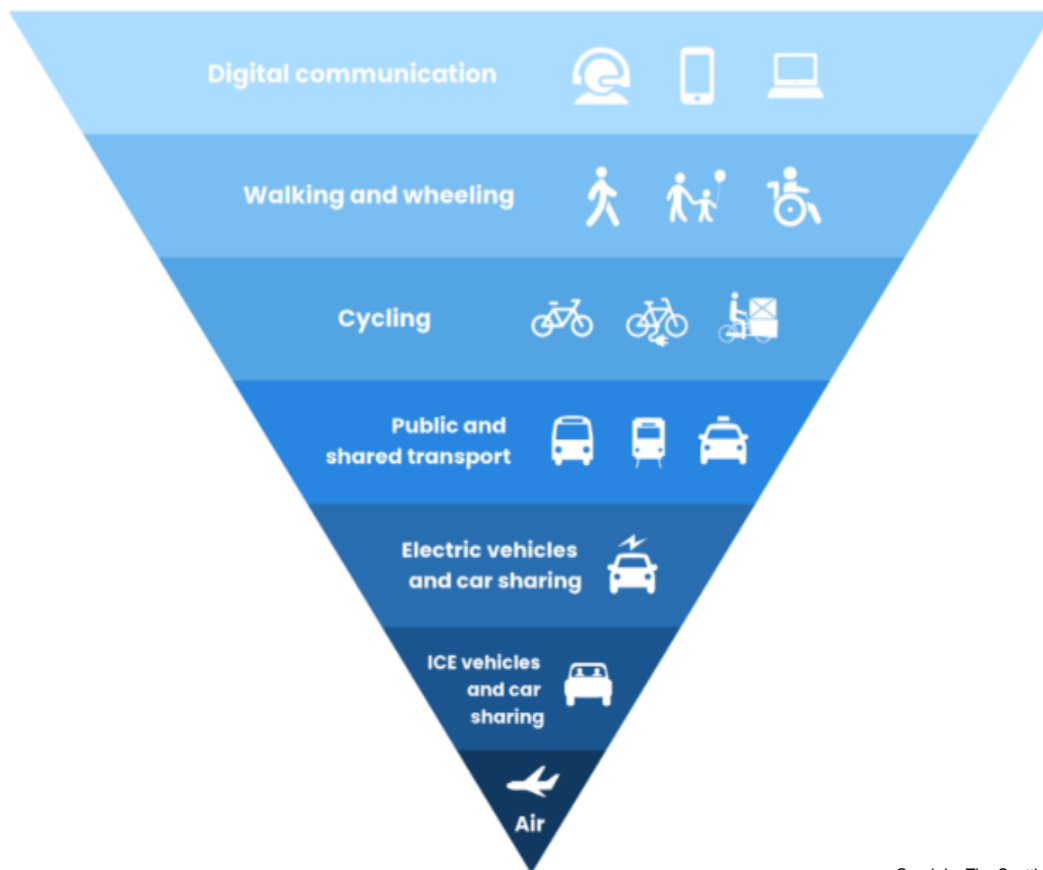 Digital communication
Walking and wheeling
Cycling
Public and
shared transport
Electric vehicles
and car sharing
ICE vehicles
and car
sharing
Air